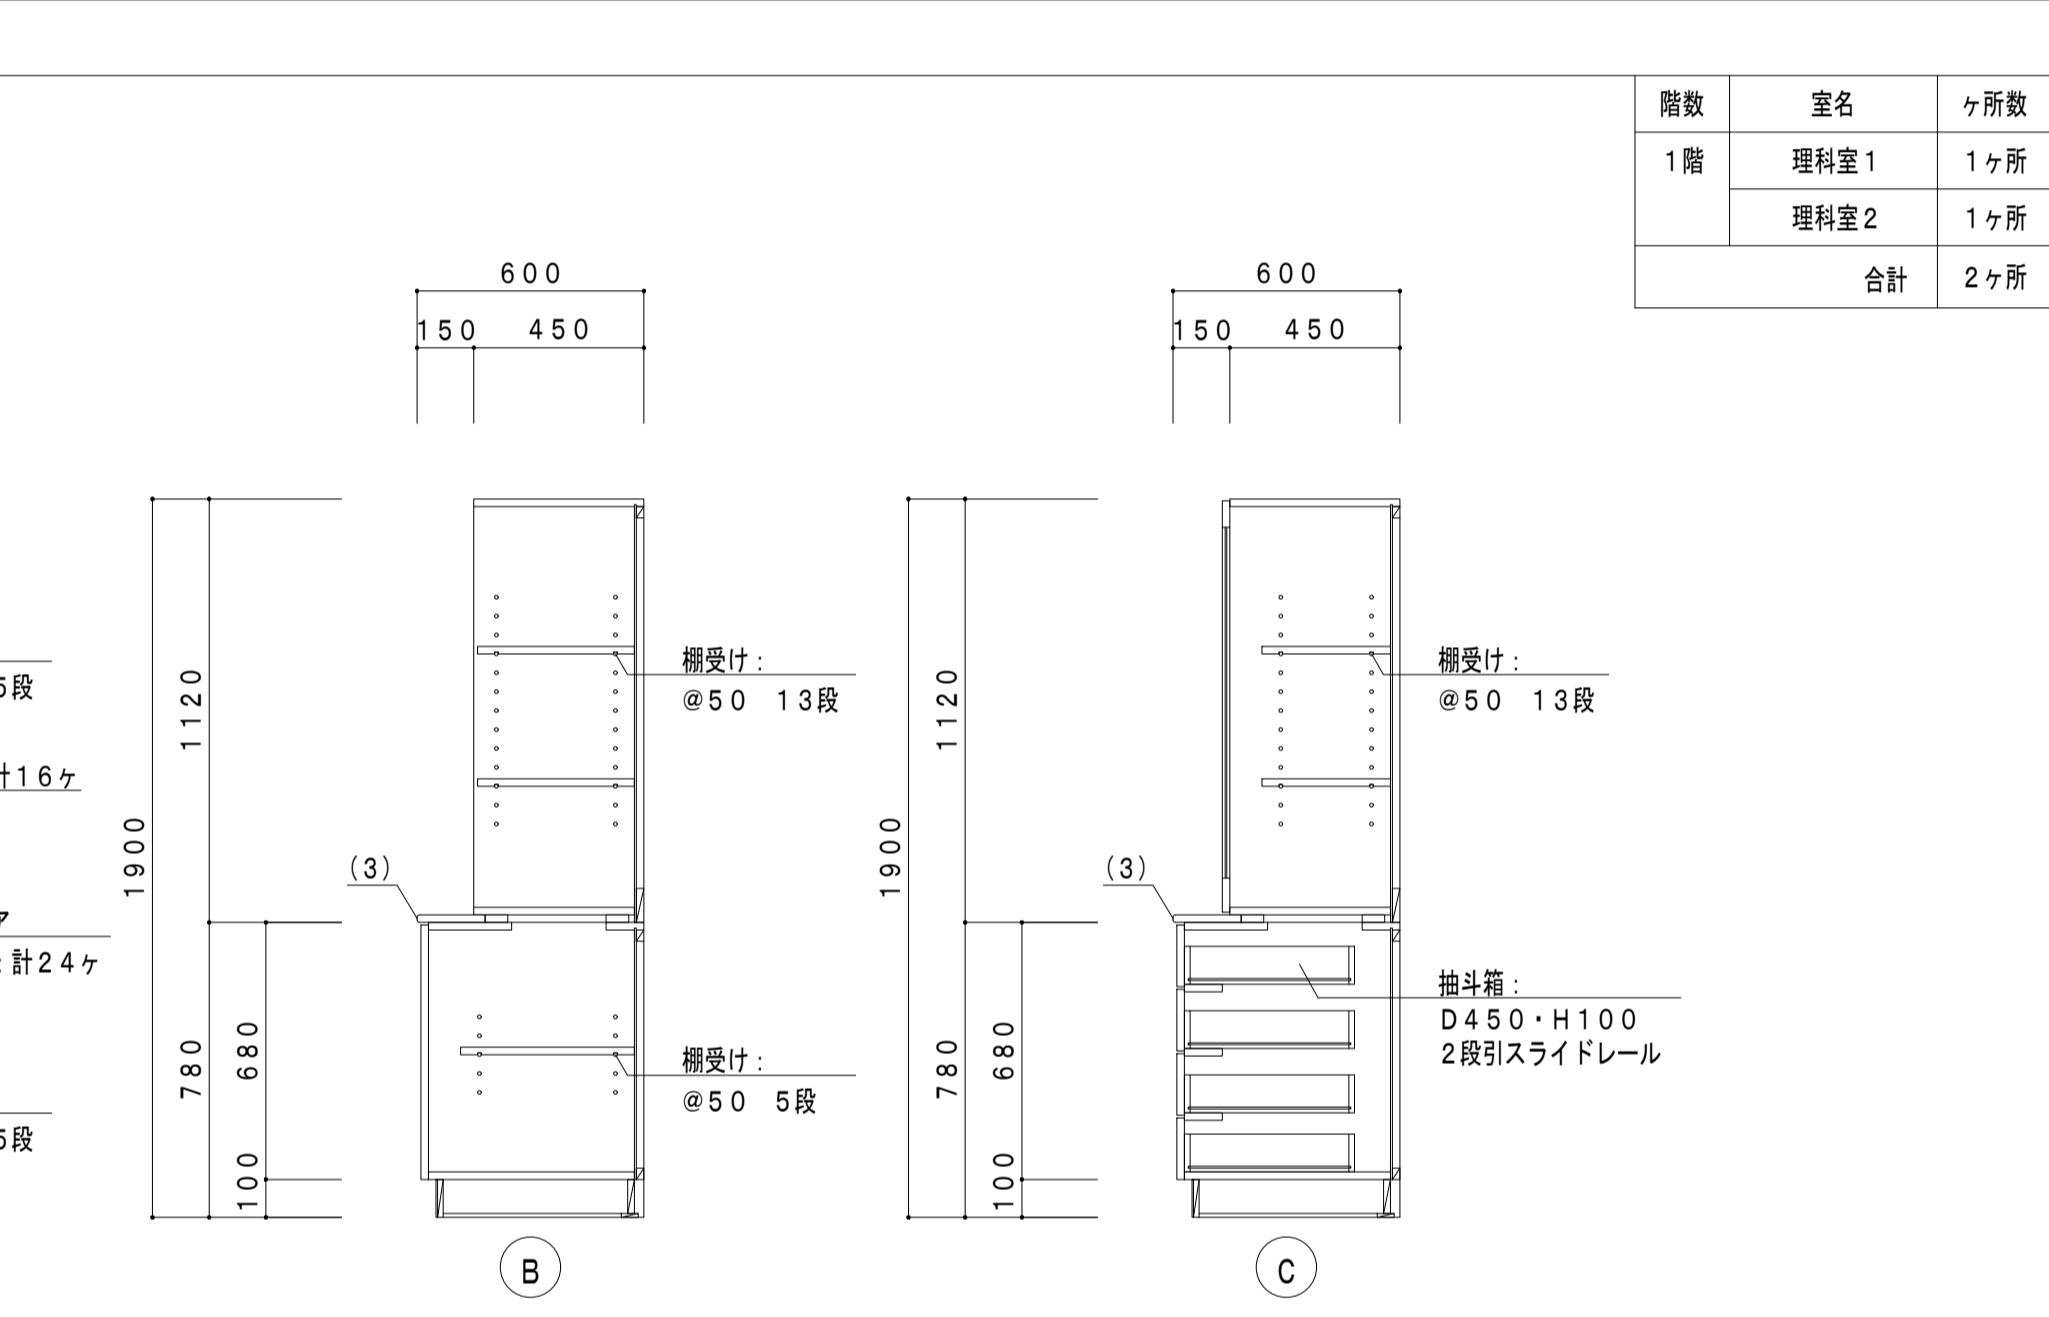 階数 室名 ヶ所数
1階 理科室1 1ヶ所
理科室2 1ヶ所
合計 2ヶ所
600
150 450
600
150 450
5段
計16ヶ
ア
:計24ヶ
5段
1900
1120
780
680
100
(3)
棚受け:
@50 13段
棚受け:
@50 5段
B
1900
1120
780
680
100
(3)
棚受け:
@50 13段
抽斗箱:
D450・H100
2段引スライドレール
C